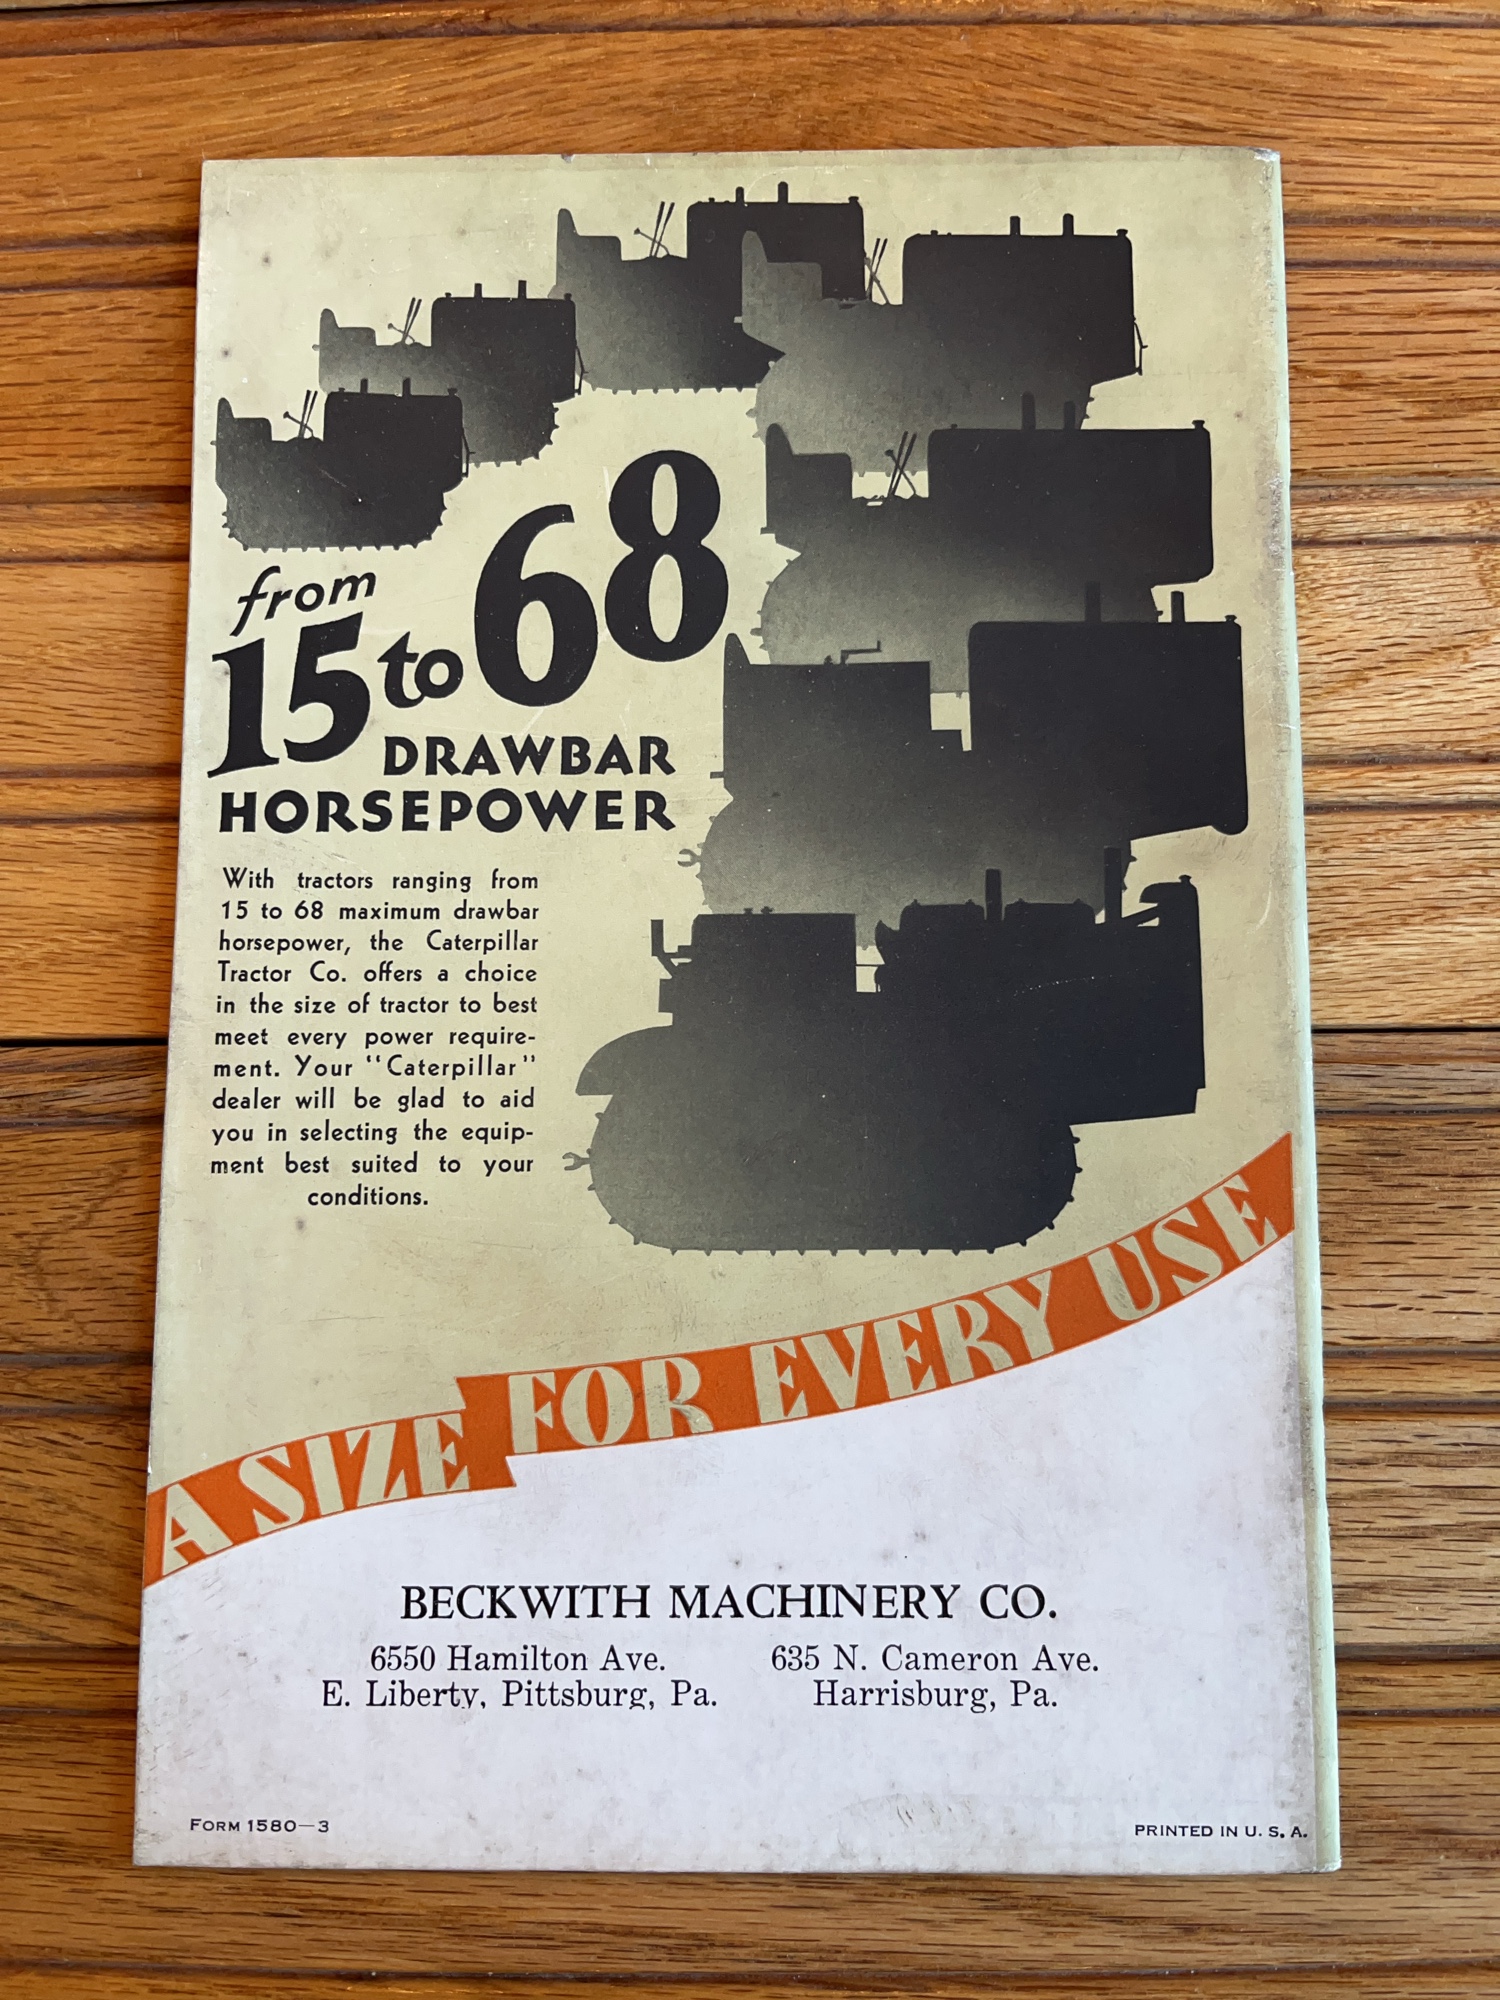 from
15 to 68
DRAWBAR
HORSEPOWER
With tractors ranging from
15 to 68 maximum drawbar
horsepower, the Caterpillar
Tractor Co. offers a choice
in the size of tractor to best
meet every power require-
ment. Your "Caterpillar"
dealer will be glad to aid
you in selecting the equip-
ment best suited to your
conditions.
A SIZE FOR EVERY USE
BECKWITH MACHINERY CO.
6550 Hamilton Ave.
E. Liberty, Pittsburg, Pa.
635 N. Cameron Ave.
Harrisburg, Pa.
FORM 1580—3
PRINTED IN U. S. A.